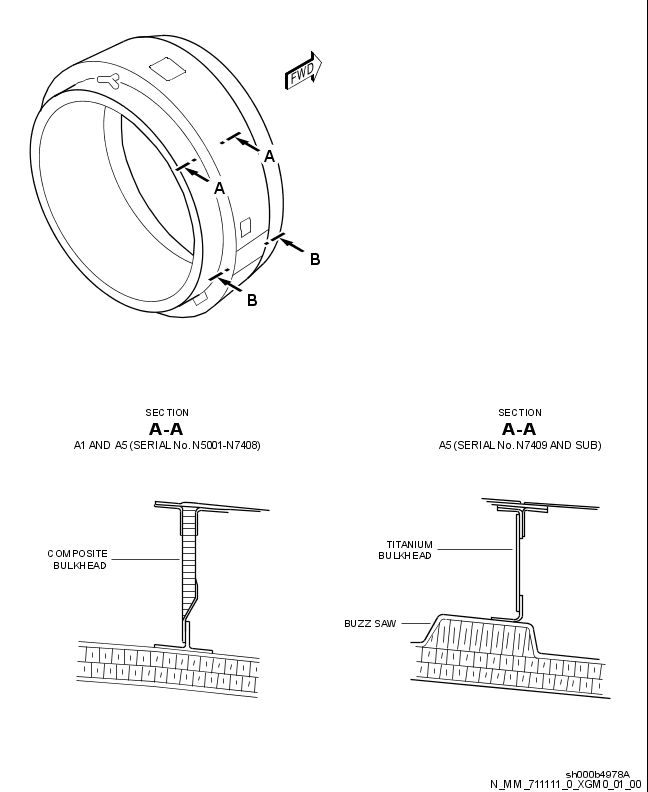 FWD
A
A
B
B
SECTION
A-A
A1 AND A5 (SERIAL No. N5001-N7408)
SECTION
A-A
A5 (SERIAL No. N7409 AND SUB)
COMPOSITE
BULKHEAD
TITANIUM
BULKHEAD
BUZZ SAW
sh000b4978A
N_MM_711111_0_XGM0_01_00